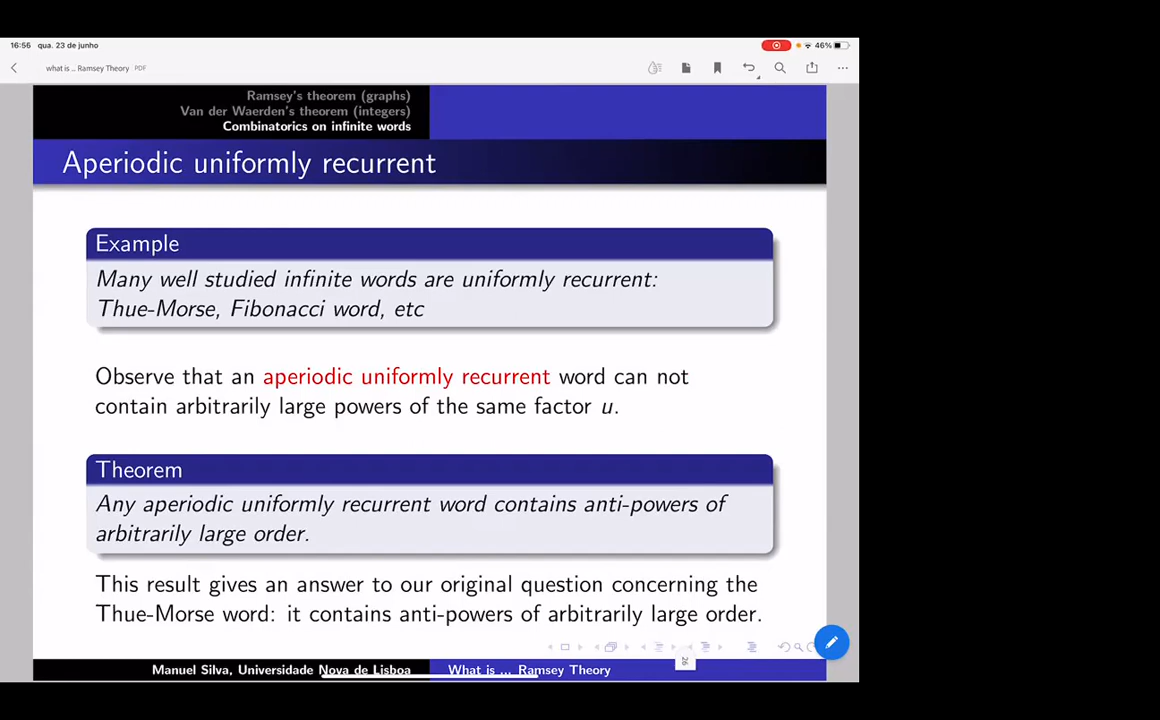 16:56 qua. 23 de junho
46%
what is .. Ramsey Theory PDF
Ramsey's theorem (graphs)
Van der Waerden's theorem (integers)
Combinatorics on infinite words
Aperiodic uniformly recurrent
Example
Many well studied infinite words are uniformly recurrent:
Thue-Morse, Fibonacci word, etc
Observe that an aperiodic uniformly recurrent word can not
contain arbitrarily large powers of the same factor u.
Theorem
Any aperiodic uniformly recurrent word contains anti-powers of
arbitrarily large order.
This result gives an answer to our original question concerning the
Thue-Morse word: it contains anti-powers of arbitrarily large order.
26
Manuel Silva, Universidade Nova de Lisboa What is ... Ramsey Theory